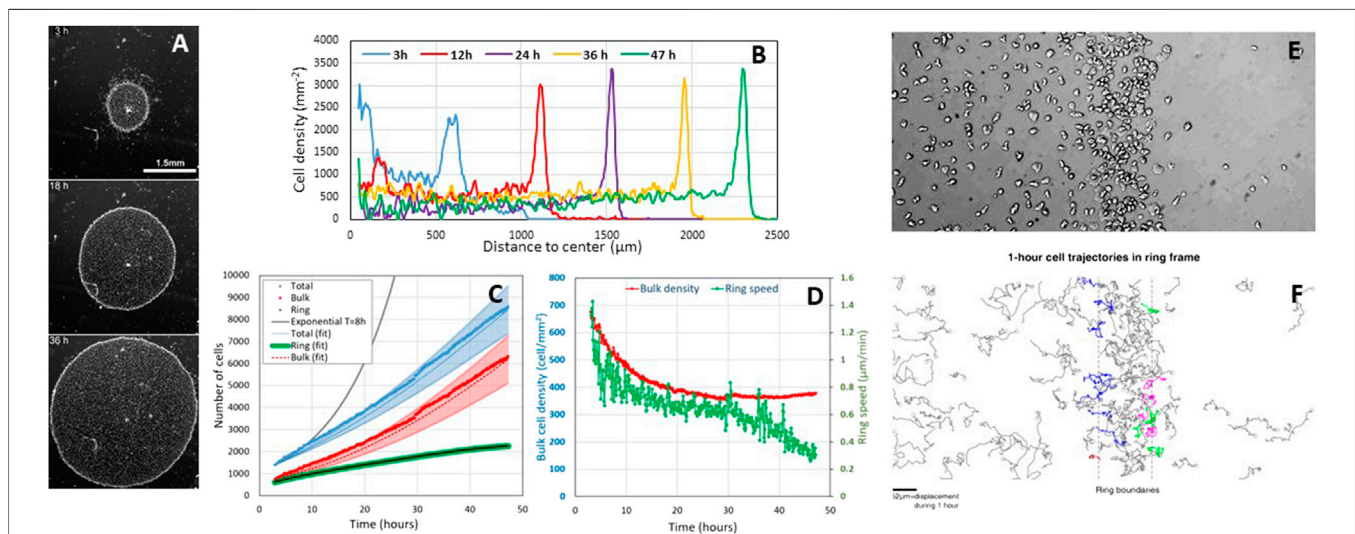 3 h
A
1.5mm
18 h
36 h
B
3h 12h 24 h 36 h 47 h
Cell density (mm-2)
4000
3500
3000
2500
2000
1500
1000
500
0
0 500 1000 1500 2000 2500
Distance to center (µm)
C
Total
Bulk
Ring
Exponential T=8h
Total (fit)
Ring (fit)
Bulk (fit)
Number of cells
10000
9000
8000
7000
6000
5000
4000
3000
2000
1000
0
0 10 20 30 40 50
Time (hours)
D
Bulk density Ring speed
Bulk cell density (cell/mm²)
800
700
600
500
400
300
200
100
0
Ring speed (µm/min)
1.6
1.4
1.2
1
0.8
0.6
0.4
0.2
0
0 10 20 30 40 50
Time (hours)
E
1-hour cell trajectories in ring frame
F
Ring boundaries
52µm=displacement
during 1 hour